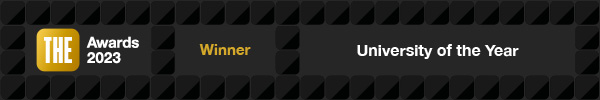 THE Awards
2023
Winner
University of the Year